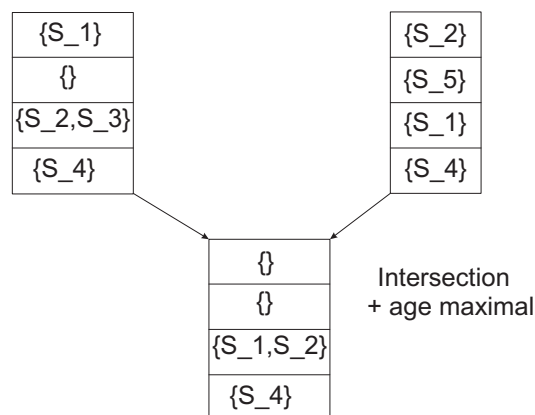 {S_1}
{}
{S_2,S_3}
{S_4}
{S_2}
{S_5}
{S_1}
{S_4}
{}
{}
{S_1,S_2}
{S_4}
Intersection
+ age maximal